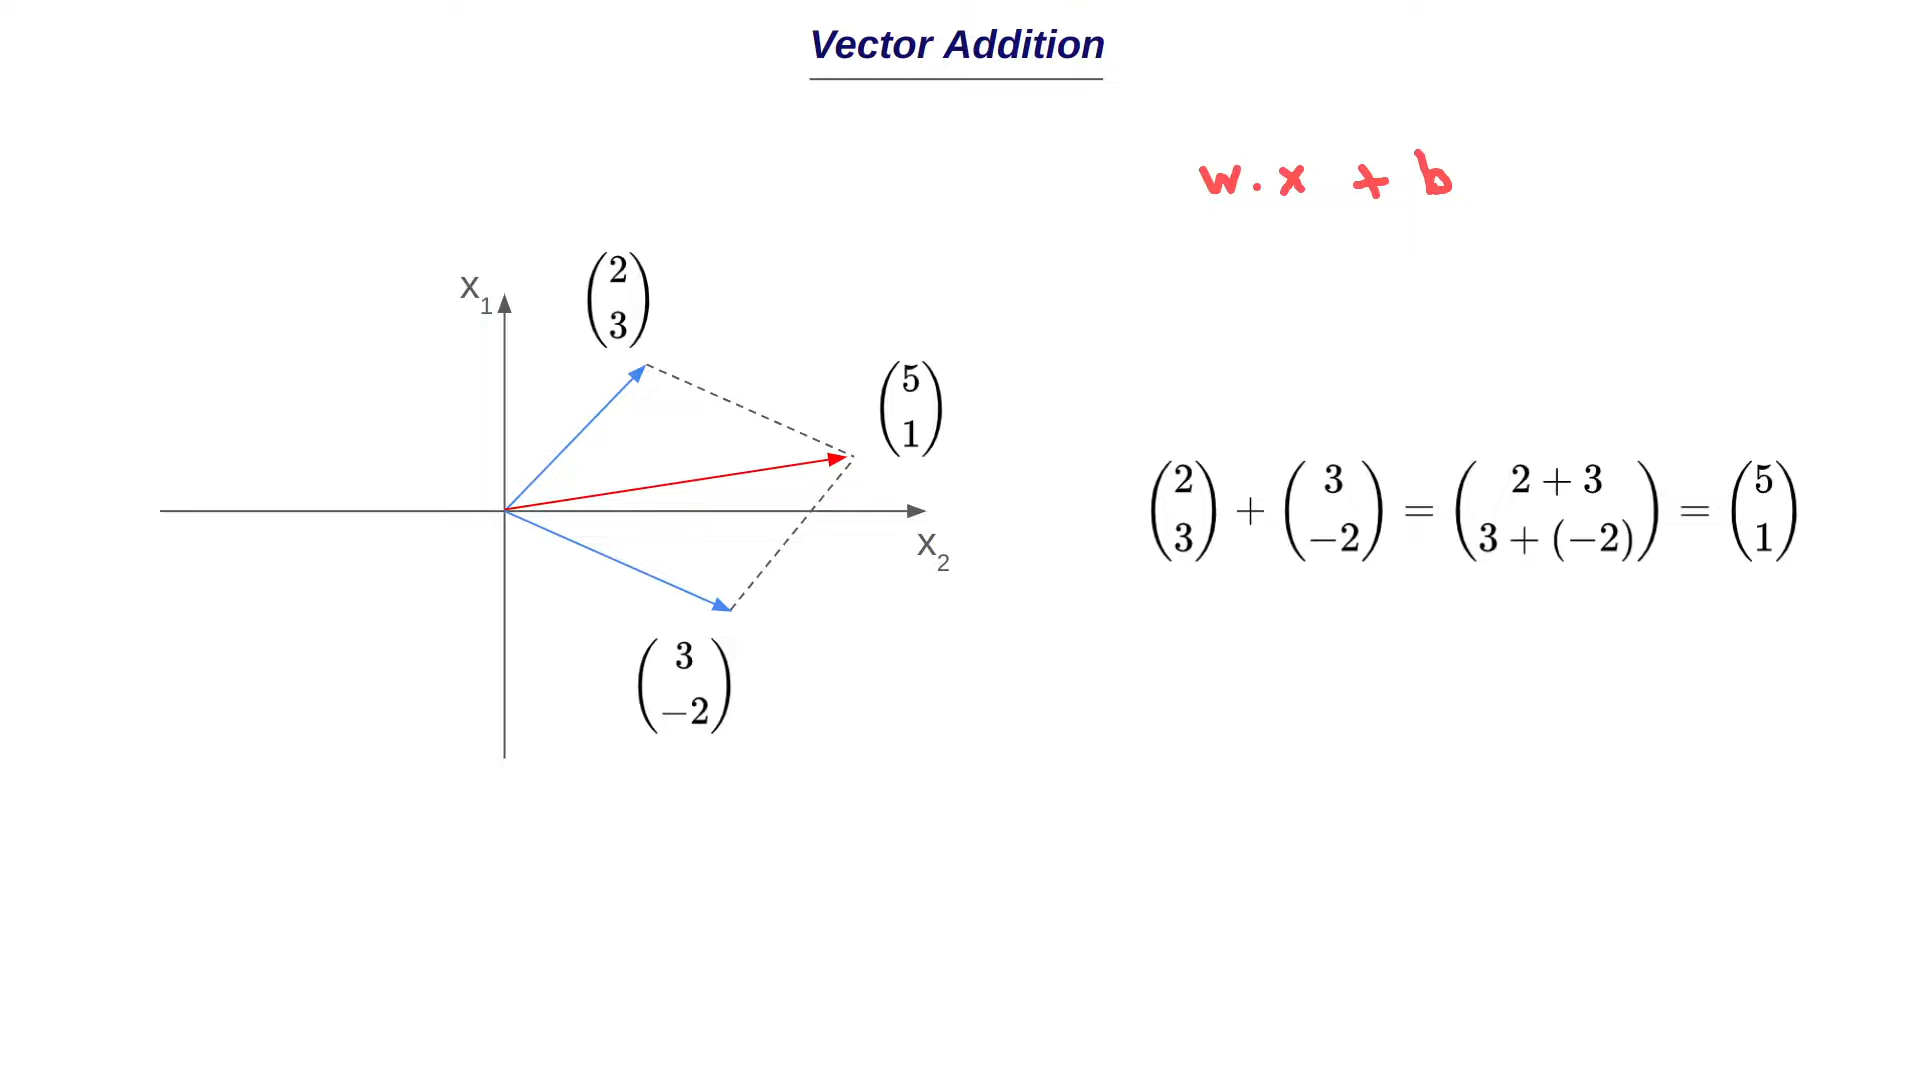 Vector Addition
w.x + b
x1
(2
3)
(5
1)
(2
3) + (3
−2) = (2 + 3
3 + (−2)) = (5
1)
x2
(3
−2)